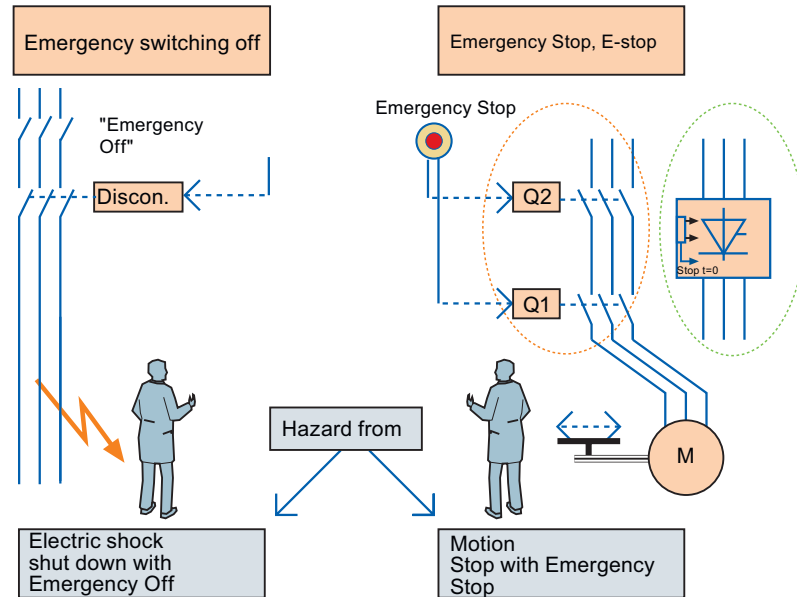 Emergency switching off
Emergency Stop, E-stop
Emergency Stop
"Emergency
Off"
Discon.
Q2
Stop t=0
Q1
Hazard from
M
Electric shock
shut down with
Emergency Off
Motion
Stop with Emergency
Stop